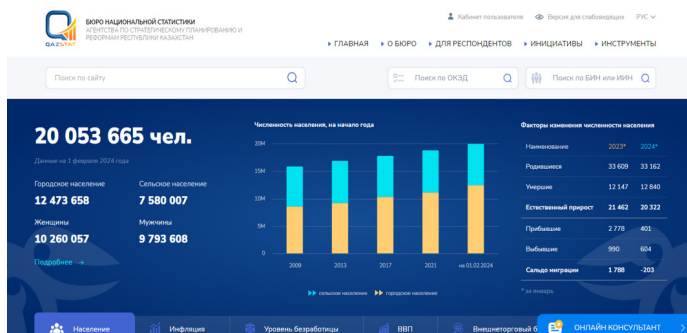 QAZSTAT
БЮРО НАЦИОНАЛЬНОЙ СТАТИСТИКИ
АГЕНТСТВА ПО СТРАТЕГИЧЕСКОМУ ПЛАНИРОВАНИЮ И
РЕФОРМАМ РЕСПУБЛИКИ КАЗАХСТАН
Кабинет пользователя Версия для слабовидящих РУС
ГЛАВНАЯ О БЮРО ДЛЯ РЕСПОНДЕНТОВ ИНИЦИАТИВЫ ИНСТРУМЕНТЫ
Поиск по сайту Поиск по ОКЭД Поиск по БИН или ИИН
20 053 665 чел.
Данные на 1 февраля 2024 года
Городское население Сельское население
12 473 658 7 580 007
Женщины Мужчины
10 260 057 9 793 608
Подробнее →
Численность населения, на начало года
20M
15M
10M
5M
0
2009 2013 2017 2021 на 01.02.2024
сельское население городское население
Факторы изменения численности населения
Наименование 2023* 2024*
Родившиеся 33 609 33 162
Умершие 12 147 12 840
Естественный прирост 21 462 20 322
Прибывшие 2 778 401
Выбывшие 990 604
Сальдо миграции 1 788 -203
* за январь
Население Инфляция Уровень безработицы ВВП Внешнеторговый б
ОНЛАЙН КОНСУЛЬТАНТ